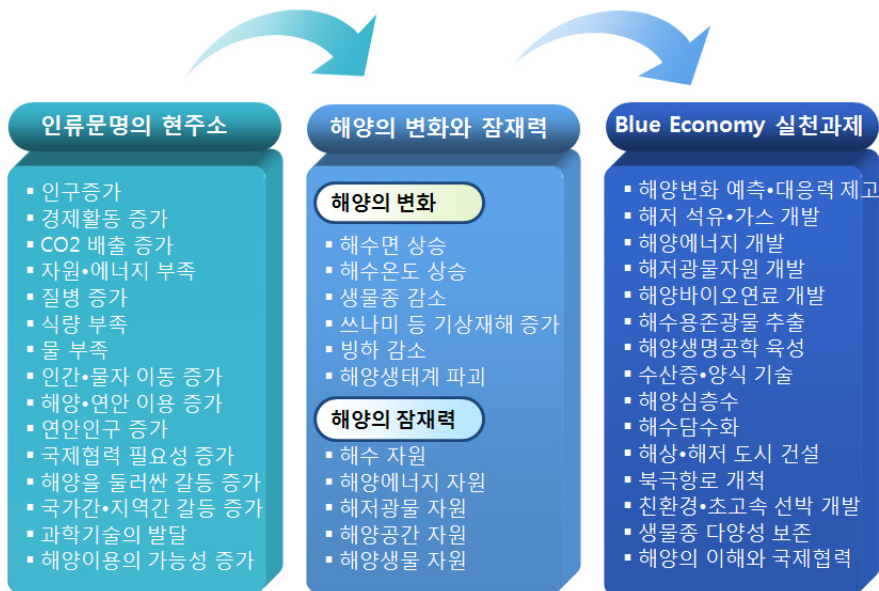 인류문명의 현주소
▪ 인구증가
▪ 경제활동 증가
▪ CO2 배출 증가
▪ 자원•에너지 부족
▪ 질병 증가
▪ 식량 부족
▪ 물 부족
▪ 인간•물자 이동 증가
▪ 해양•연안 이용 증가
▪ 연안인구 증가
▪ 국제협력 필요성 증가
▪ 해양을 둘러싼 갈등 증가
▪ 국가간•지역간 갈등 증가
▪ 과학기술의 발달
▪ 해양이용의 가능성 증가
해양의 변화와 잠재력
해양의 변화
▪ 해수면 상승
▪ 해수온도 상승
▪ 생물종 감소
▪ 쓰나미 등 기상재해 증가
▪ 빙하 감소
▪ 해양생태계 파괴
해양의 잠재력
▪ 해수 자원
▪ 해양에너지 자원
▪ 해저광물 자원
▪ 해양공간 자원
▪ 해양생물 자원
Blue Economy 실천과제
▪ 해양변화 예측•대응력 제고
▪ 해저 석유•가스 개발
▪ 해양에너지 개발
▪ 해저광물자원 개발
▪ 해양바이오연료 개발
▪ 해수용존광물 추출
▪ 해양생명공학 육성
▪ 수산증•양식 기술
▪ 해양심층수
▪ 해수담수화
▪ 해상•해저 도시 건설
▪ 북극항로 개척
▪ 친환경•초고속 선박 개발
▪ 생물종 다양성 보존
▪ 해양의 이해와 국제협력